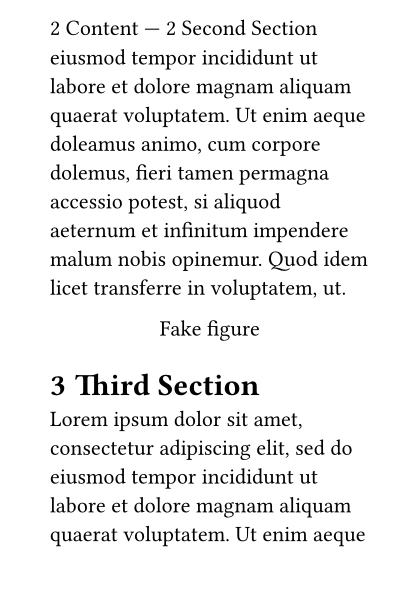 2 Content — 2 Second Section
eiusmod tempor incididunt ut
labore et dolore magnam aliquam
quaerat voluptatem. Ut enim aeque
doleamus animo, cum corpore
dolemus, fieri tamen permagna
accessio potest, si aliquod
aeternum et infinitum impendere
malum nobis opinemur. Quod idem
licet transferre in voluptatem, ut.
Fake figure
3 Third Section
Lorem ipsum dolor sit amet,
consectetur adipiscing elit, sed do
eiusmod tempor incididunt ut
labore et dolore magnam aliquam
quaerat voluptatem. Ut enim aeque